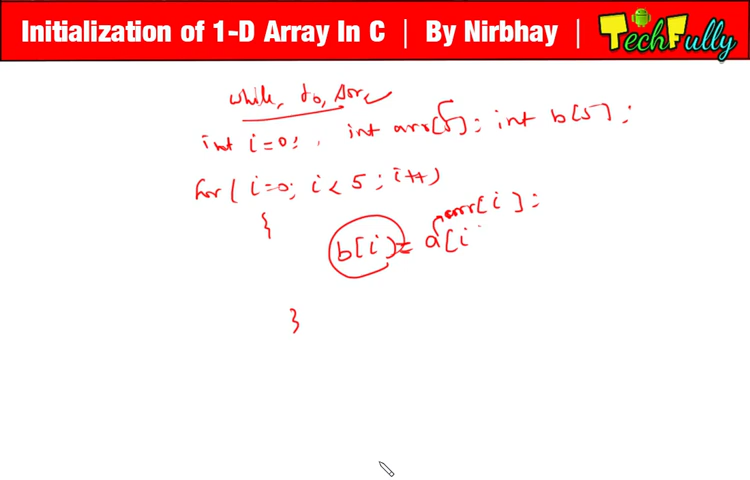 Initialization of 1-D Array In C | By Nirbhay | TechFully
while, do, for
int i=0; int arr[5]; int b[5];
for( i=0; i<5; i++)
{
arr[i];
b[i] = a[i
}